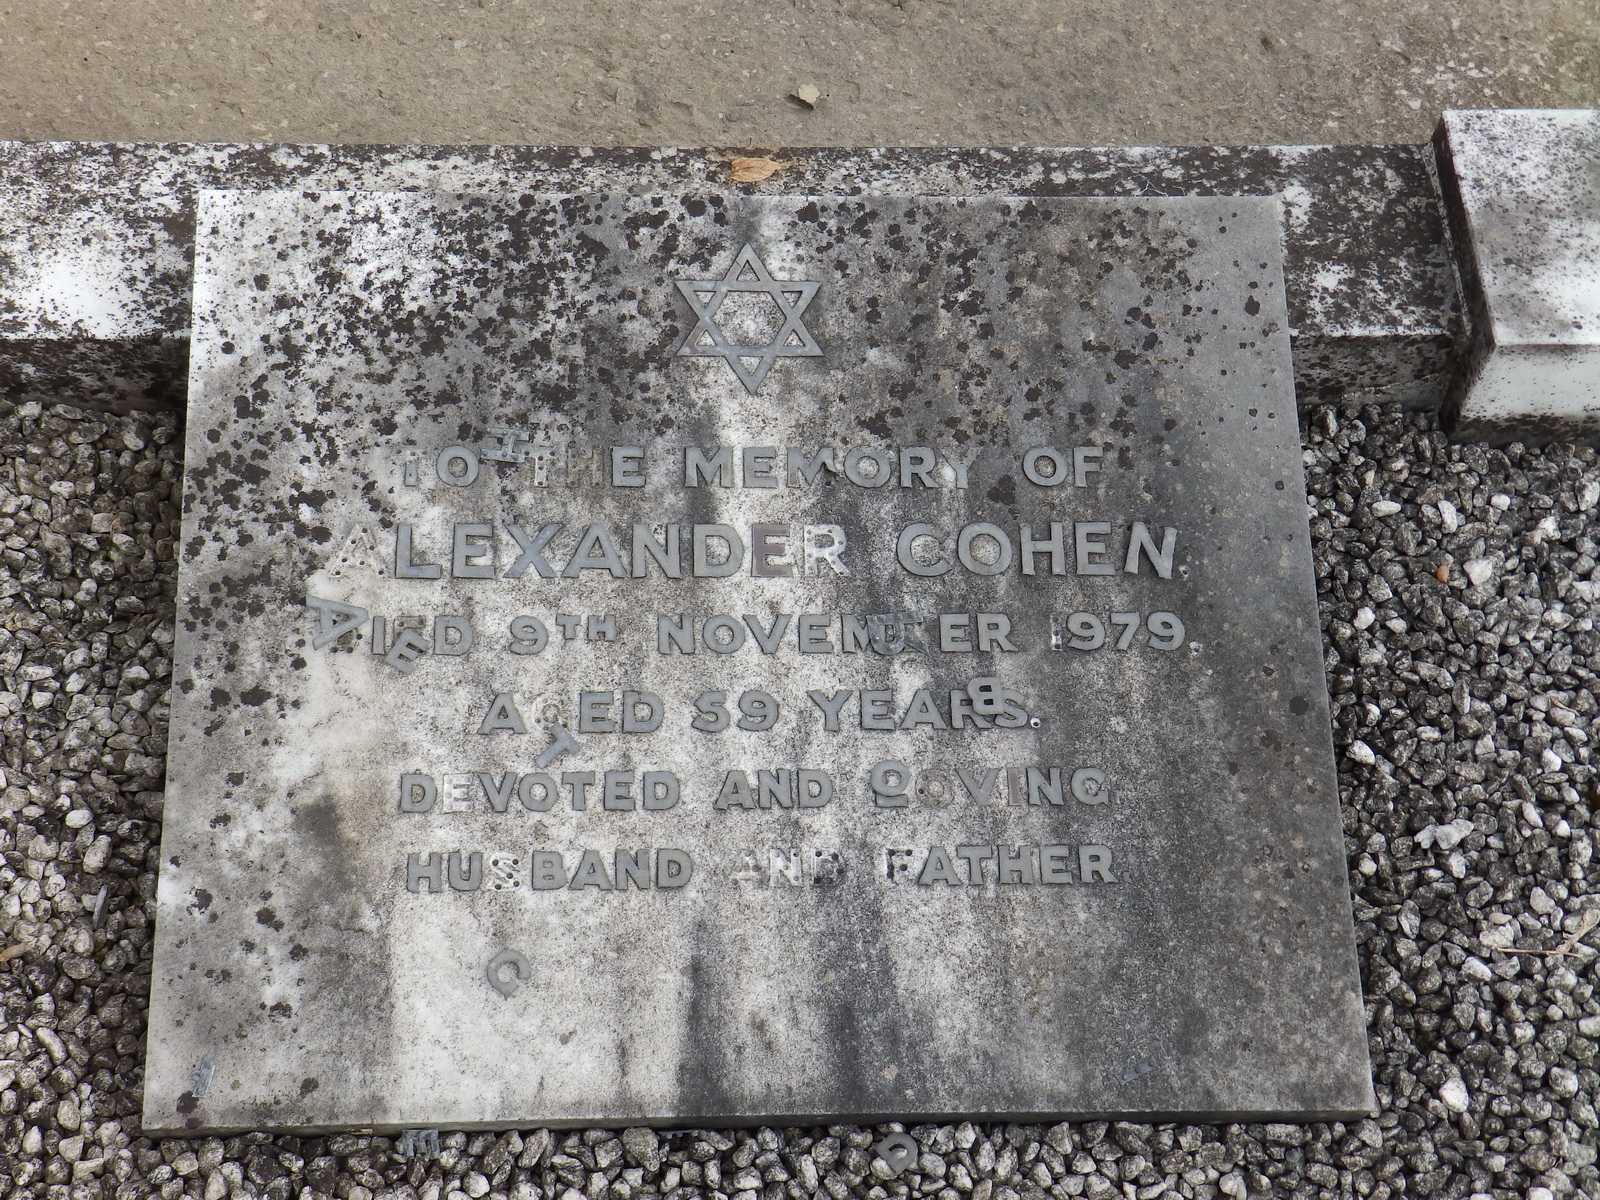 TO THE MEMORY OF
ALEXANDER COHEN.
DIED 9TH NOVEMBER 1979.
AGED 59 YEARS.
DEVOTED AND LOVING
HUSBAND AND FATHER